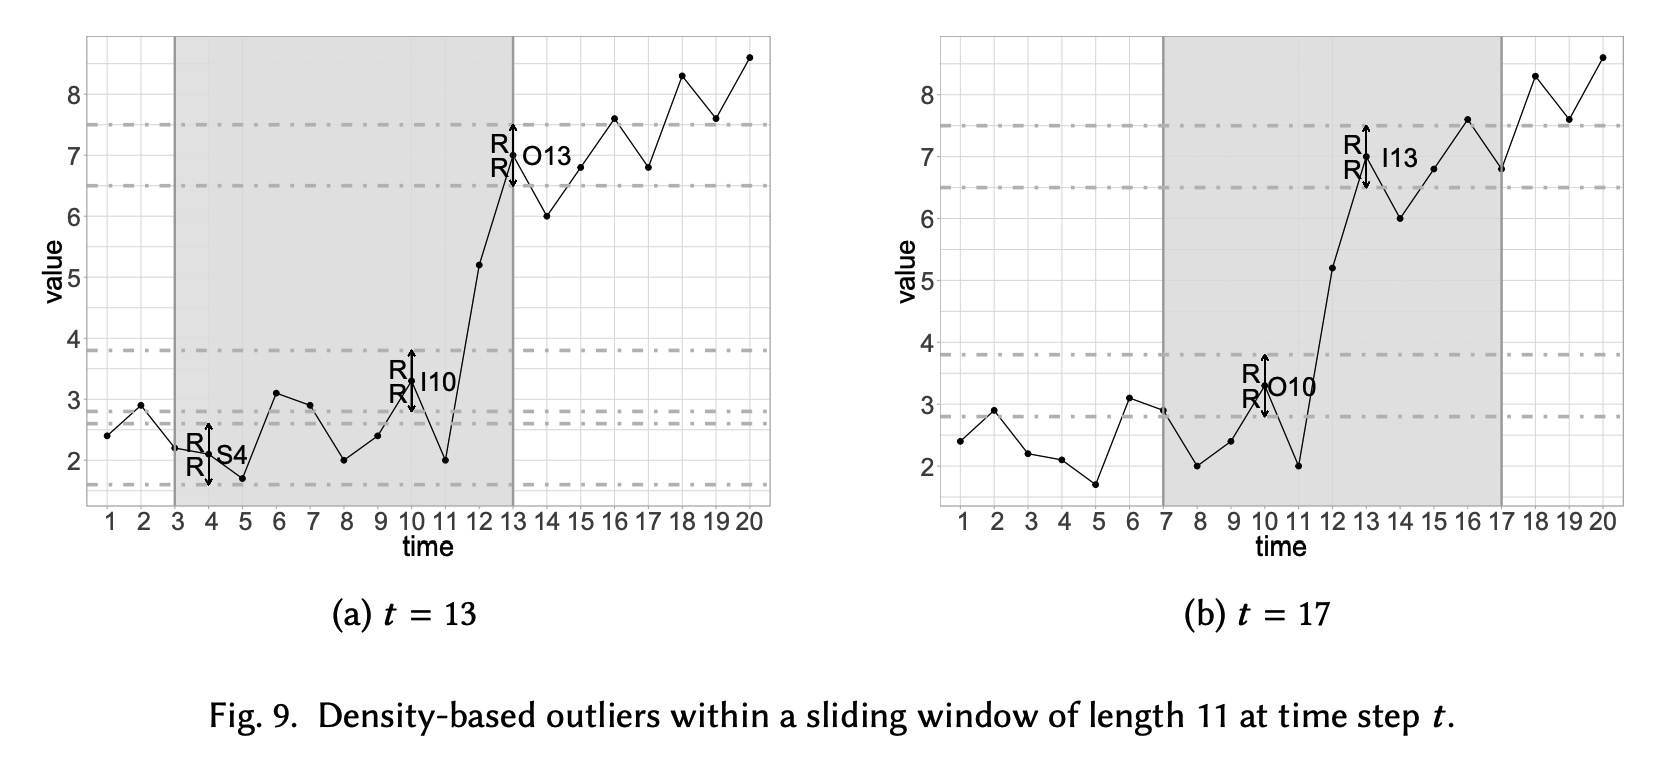 8
7
6
5
4
3
2
value
R
R
O13
R
R
I10
R
R
S4
1 2 3 4 5 6 7 8 9 10 11 12 13 14 15 16 17 18 19 20
time
(a) t = 13
8
7
6
5
4
3
2
value
R
R
I13
R
R
O10
1 2 3 4 5 6 7 8 9 10 11 12 13 14 15 16 17 18 19 20
time
(b) t = 17
Fig. 9. Density-based outliers within a sliding window of length 11 at time step t.